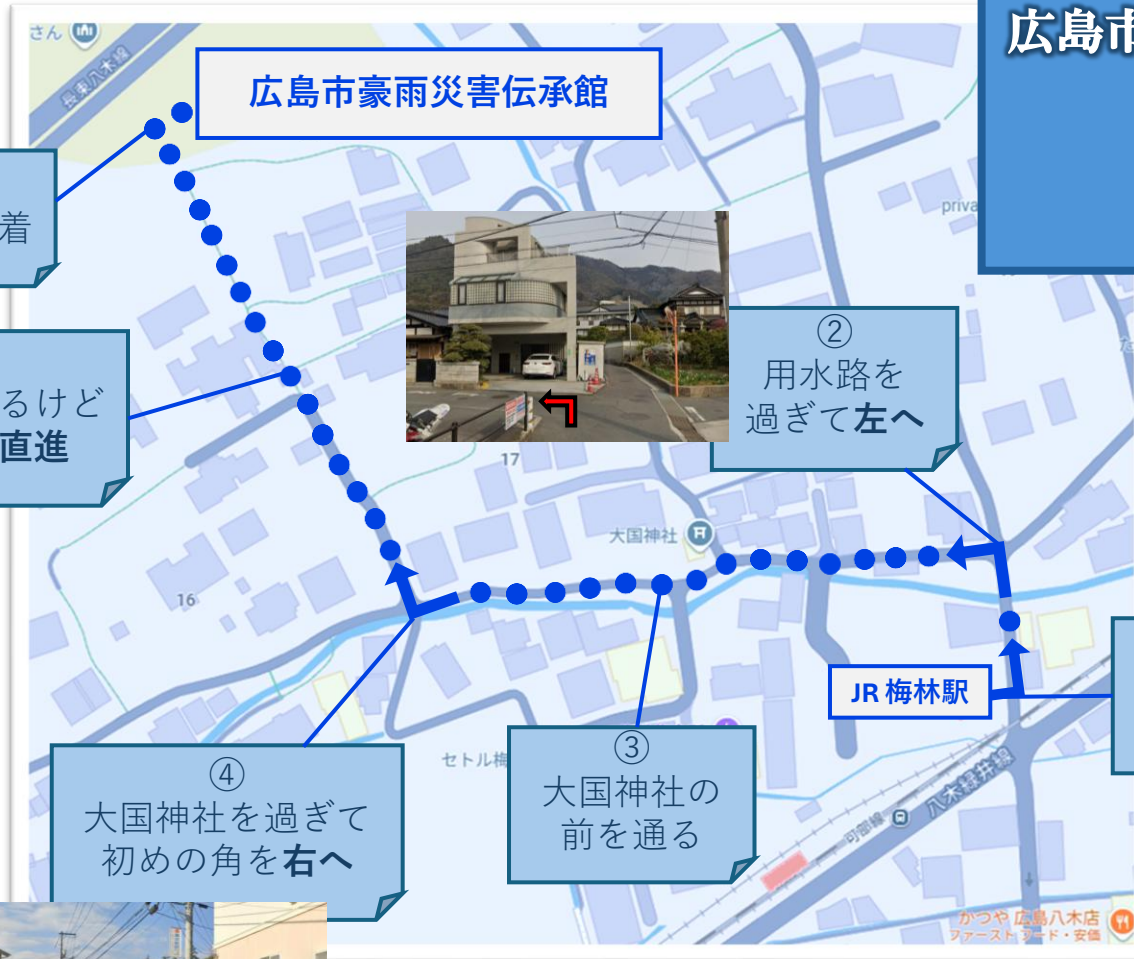 さん
長束八木線
広島市
広島市豪雨災害伝承館
着
priva
るけど
直進
②
用水路を
過ぎて左へ
17
大国神社
16
JR 梅林駅
④
大国神社を過ぎて
初めの角を右へ
セトル梅
③
大国神社の
前を通る
可部線
八木緑井線
かつや 広島八木店
ファースト フード・安価